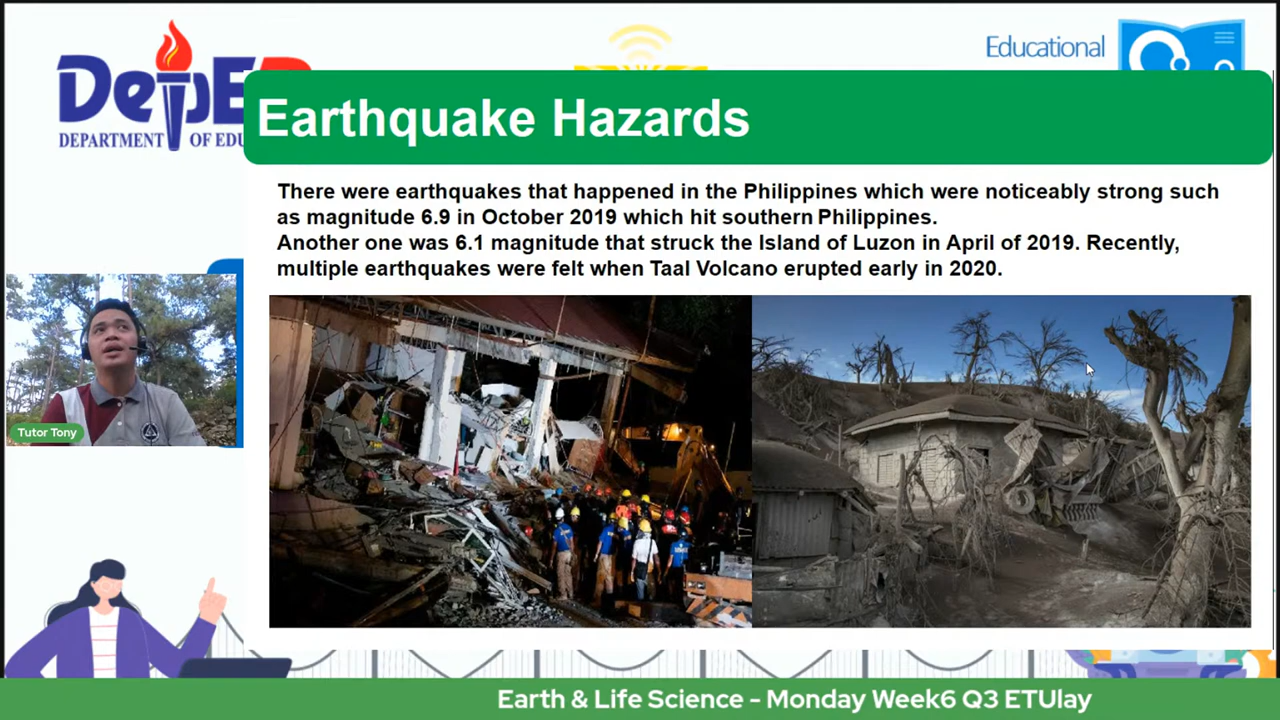 DepE
DEPARTMENT OF EDU
Educational
Earthquake Hazards
There were earthquakes that happened in the Philippines which were noticeably strong such
as magnitude 6.9 in October 2019 which hit southern Philippines.
Another one was 6.1 magnitude that struck the Island of Luzon in April of 2019. Recently,
multiple earthquakes were felt when Taal Volcano erupted early in 2020.
Tutor Tony
Earth & Life Science - Monday Week6 Q3 ETUlay